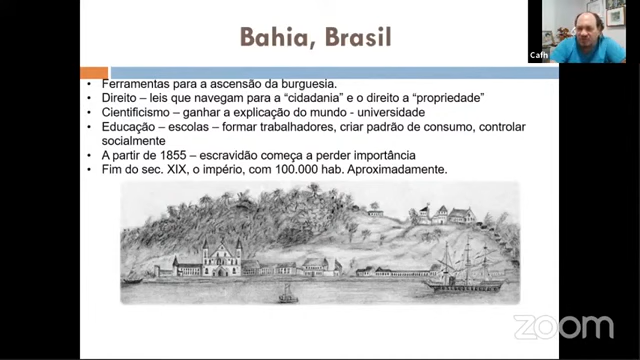 Bahia, Brasil
Cafh
• Ferramentas para a ascensão da burguesia.
• Direito – leis que navegam para a “cidadania” e o direito a “propriedade”
• Cientificismo – ganhar a explicação do mundo - universidade
• Educação – escolas – formar trabalhadores, criar padrão de consumo, controlar
socialmente
• A partir de 1855 – escravidão começa a perder importância
• Fim do sec. XIX, o império, com 100.000 hab. Aproximadamente.
zoom